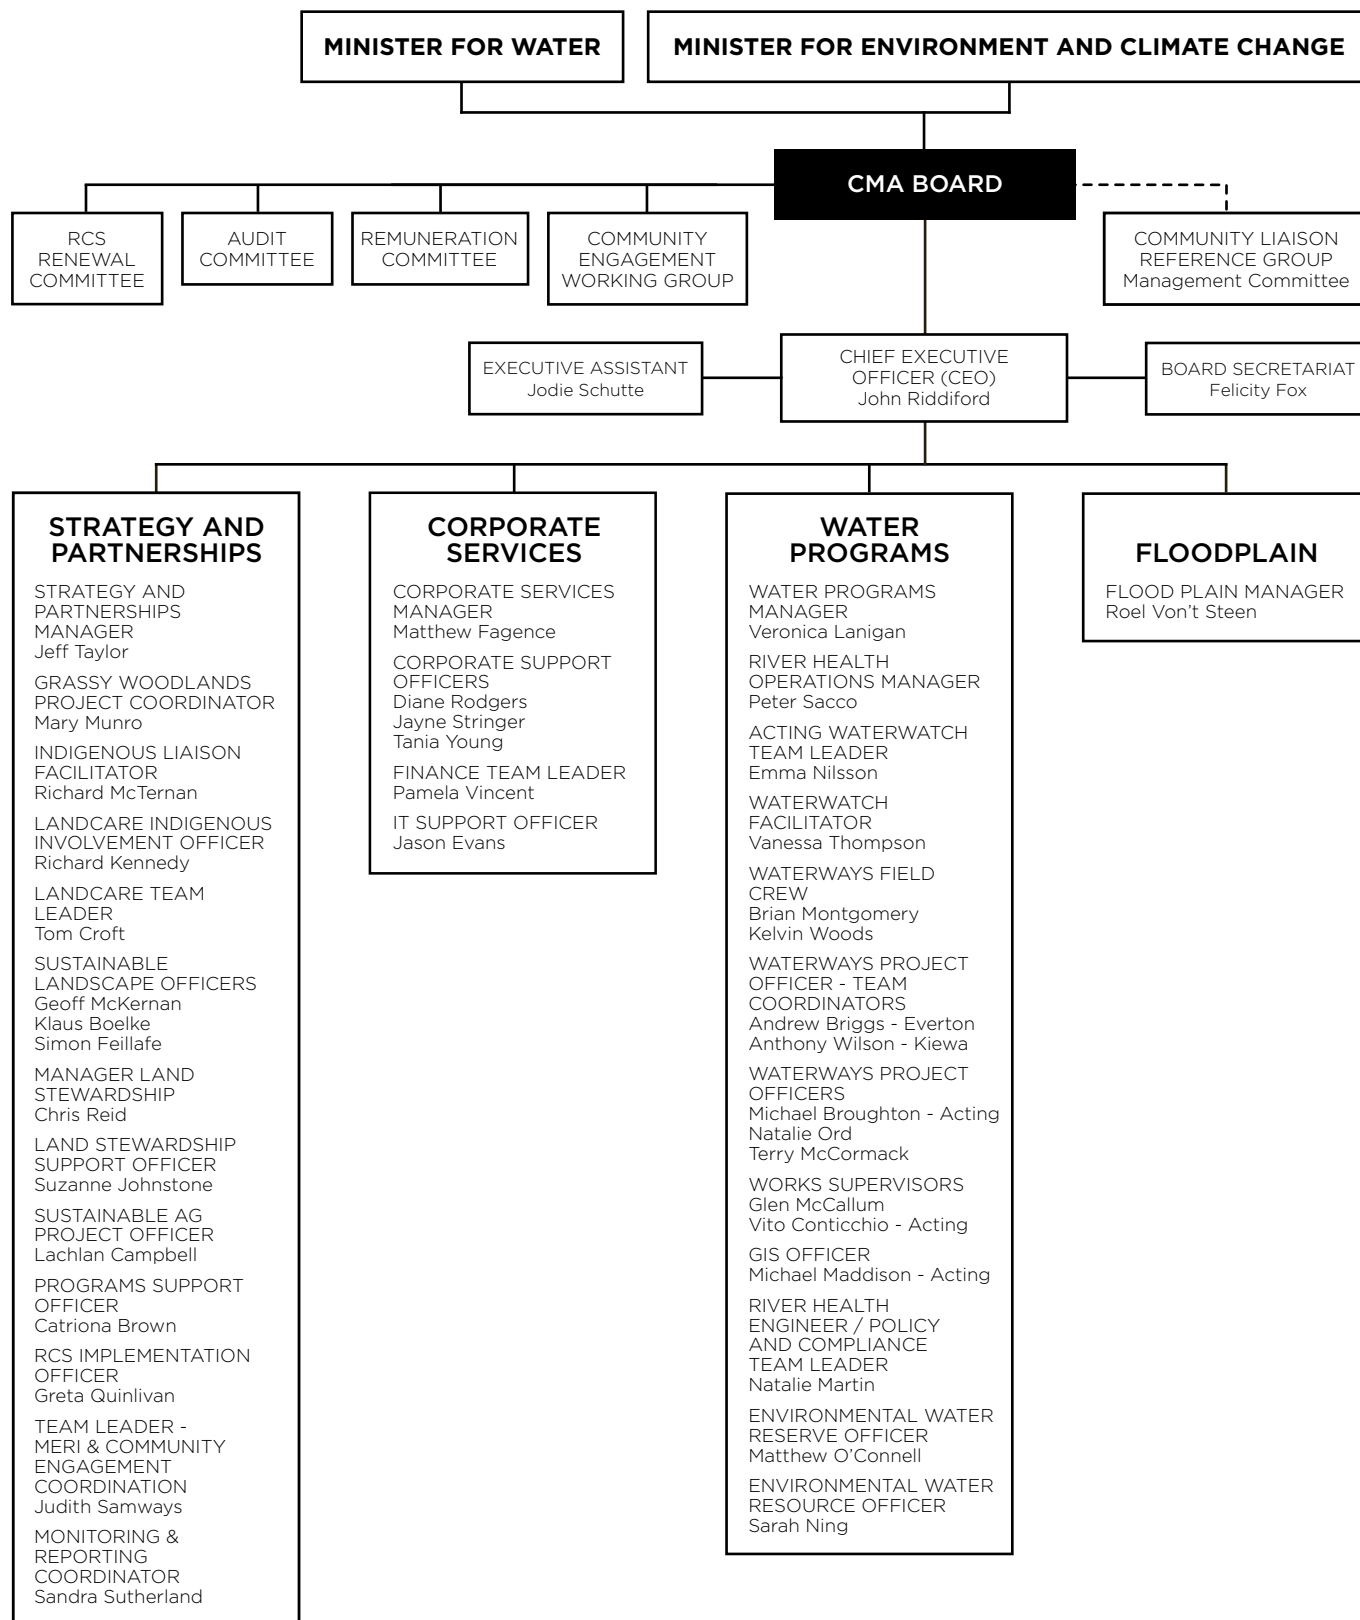 MINISTER FOR WATER
MINISTER FOR ENVIRONMENT AND CLIMATE CHANGE
CMA BOARD
RCS
RENEWAL
COMMITTEE
AUDIT
COMMITTEE
REMUNERATION
COMMITTEE
COMMUNITY
ENGAGEMENT
WORKING GROUP
COMMUNITY LIAISON
REFERENCE GROUP
Management Committee
EXECUTIVE ASSISTANT
Jodie Schutte
CHIEF EXECUTIVE
OFFICER (CEO)
John Riddiford
BOARD SECRETARIAT
Felicity Fox
STRATEGY AND
PARTNERSHIPS
STRATEGY AND
PARTNERSHIPS
MANAGER
Jeff Taylor
GRASSY WOODLANDS
PROJECT COORDINATOR
Mary Munro
INDIGENOUS LIAISON
FACILITATOR
Richard McTernan
LANDCARE INDIGENOUS
INVOLVEMENT OFFICER
Richard Kennedy
LANDCARE TEAM
LEADER
Tom Croft
SUSTAINABLE
LANDSCAPE OFFICERS
Geoff McKernan
Klaus Boelke
Simon Feillafe
MANAGER LAND
STEWARDSHIP
Chris Reid
LAND STEWARDSHIP
SUPPORT OFFICER
Suzanne Johnstone
SUSTAINABLE AG
PROJECT OFFICER
Lachlan Campbell
PROGRAMS SUPPORT
OFFICER
Catriona Brown
RCS IMPLEMENTATION
OFFICER
Greta Quinlivan
TEAM LEADER -
MERI & COMMUNITY
ENGAGEMENT
COORDINATION
Judith Samways
MONITORING &
REPORTING
COORDINATOR
Sandra Sutherland
CORPORATE
SERVICES
CORPORATE SERVICES
MANAGER
Matthew Fagence
CORPORATE SUPPORT
OFFICERS
Diane Rodgers
Jayne Stringer
Tania Young
FINANCE TEAM LEADER
Pamela Vincent
IT SUPPORT OFFICER
Jason Evans
WATER
PROGRAMS
WATER PROGRAMS
MANAGER
Veronica Lanigan
RIVER HEALTH
OPERATIONS MANAGER
Peter Sacco
ACTING WATERWATCH
TEAM LEADER
Emma Nilsson
WATERWATCH
FACILITATOR
Vanessa Thompson
WATERWAYS FIELD
CREW
Brian Montgomery
Kelvin Woods
WATERWAYS PROJECT
OFFICER - TEAM
COORDINATORS
Andrew Briggs - Everton
Anthony Wilson - Kiewa
WATERWAYS PROJECT
OFFICERS
Michael Broughton - Acting
Natalie Ord
Terry McCormack
WORKS SUPERVISORS
Glen McCallum
Vito Conticchio - Acting
GIS OFFICER
Michael Maddison - Acting
RIVER HEALTH
ENGINEER / POLICY
AND COMPLIANCE
TEAM LEADER
Natalie Martin
ENVIRONMENTAL WATER
RESERVE OFFICER
Matthew O’Connell
ENVIRONMENTAL WATER
RESOURCE OFFICER
Sarah Ning
FLOODPLAIN
FLOOD PLAIN MANAGER
Roel Von’t Steen